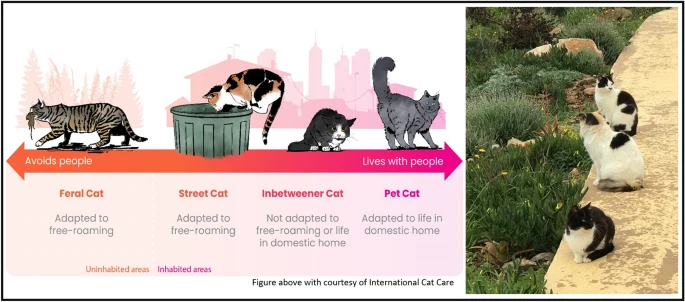 Avoids people
Lives with people
Feral Cat
Adapted to
free-roaming
Street Cat
Adapted to
free-roaming
Inbetweener Cat
Not adapted to
free-roaming or life
in domestic home
Pet Cat
Adapted to life in
domestic home
Uninhabited areas
Inhabited areas
Figure above with courtesy of International Cat Care